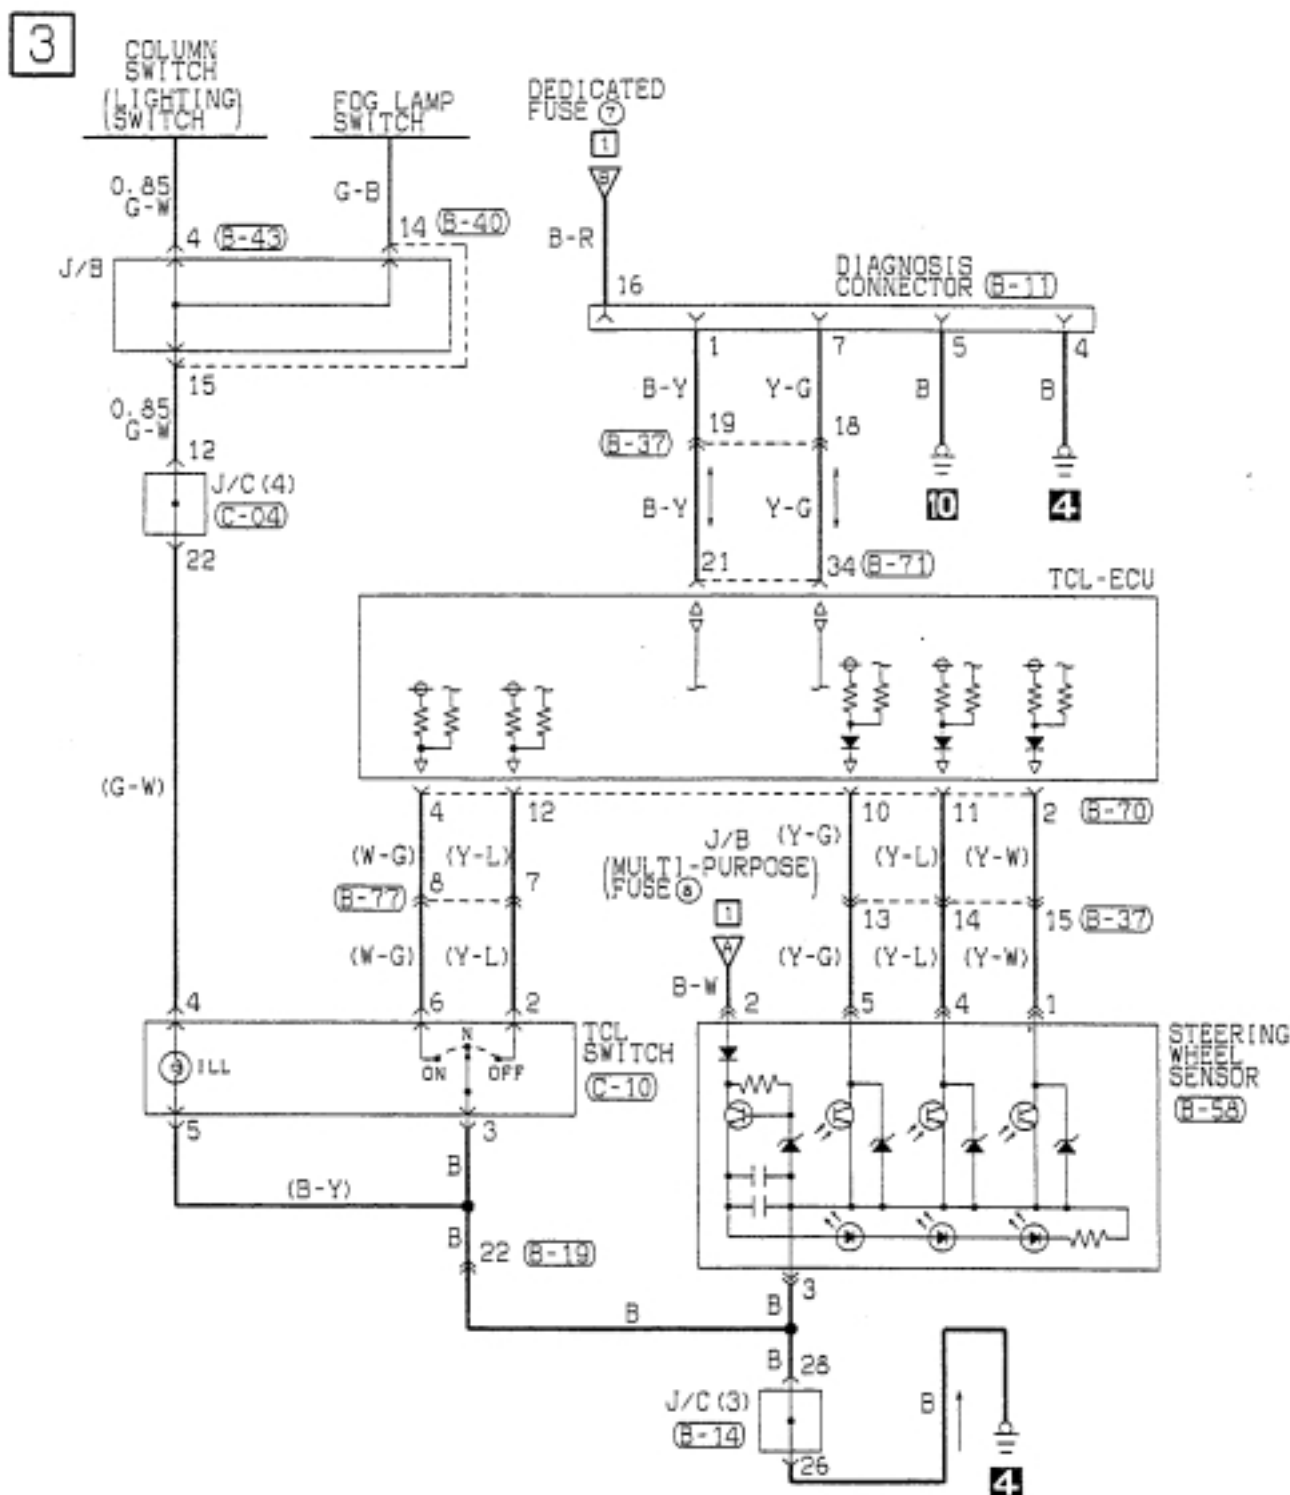 3
COLUMN
SWITCH
(LIGHTING)
(SWITCH)
FOG LAMP
SWITCH
DEDICATED
FUSE ⑦
1
B
0.85
G-W
G-B
4 B-43
14 B-40
B-R
J/B
16
DIAGNOSIS
CONNECTOR B-11
15
1
7
5
4
0.85
G-W
B-Y
Y-G
B
B
12
B-37
19
18
J/C(4)
C-04
B-Y
Y-G
10
4
22
21
34 B-71
TCL-ECU
(G-W)
4
12
10
11
2
B-70
(W-G)
(Y-L)
J/B
(MULTI-PURPOSE)
(FUSE ⑧)
(Y-G)
(Y-L)
(Y-W)
B-77
8
7
1
13
14
15 B-37
A
(W-G)
(Y-L)
(Y-G)
(Y-L)
(Y-W)
B-W
4
6
2
2
5
4
1
TCL
SWITCH
C-10
ILL
N
ON
OFF
STEERING
WHEEL
SENSOR
B-58
5
3
(B-Y)
B
B
22 B-19
B
3
B
B
28
J/C(3)
B-14
26
B
4